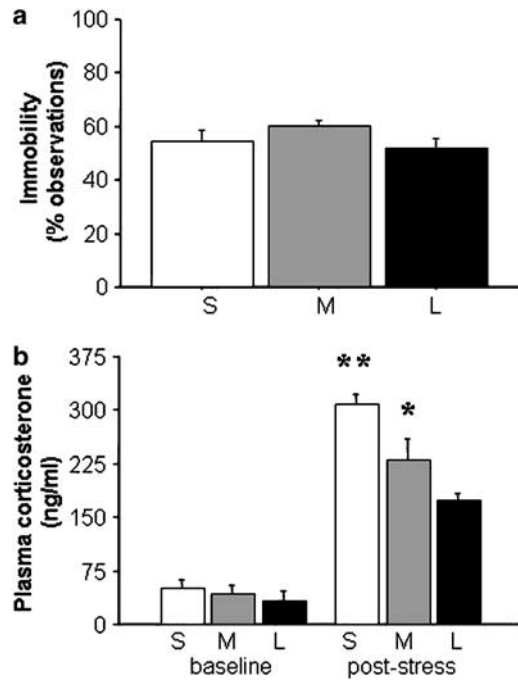 a
Immobility
(% observations)
100
80
60
40
20
0
S M L
b
Plasma corticosterone
(ng/ml)
375
300
225
150
75
0
** 
*
S M L S M L
baseline post-stress